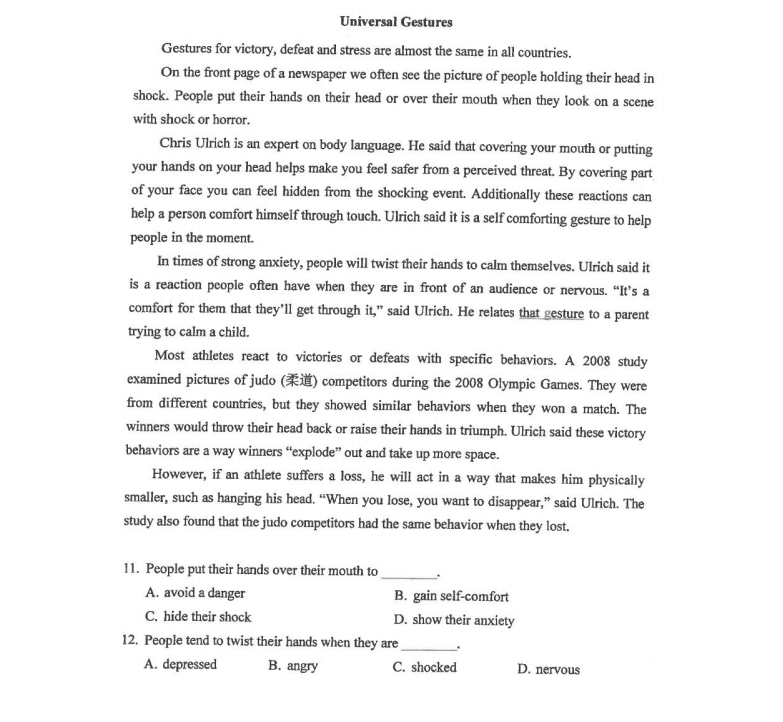 Universal Gestures
Gestures for victory, defeat and stress are almost the same in all countries.
On the front page of a newspaper we often see the picture of people holding their head in
shock. People put their hands on their head or over their mouth when they look on a scene
with shock or horror.
Chris Ulrich is an expert on body language. He said that covering your mouth or putting
your hands on your head helps make you feel safer from a perceived threat. By covering part
of your face you can feel hidden from the shocking event. Additionally these reactions can
help a person comfort himself through touch. Ulrich said it is a self comforting gesture to help
people in the moment.
In times of strong anxiety, people will twist their hands to calm themselves. Ulrich said it
is a reaction people often have when they are in front of an audience or nervous. “It’s a
comfort for them that they’ll get through it,” said Ulrich. He relates that gesture to a parent
trying to calm a child.
Most athletes react to victories or defeats with specific behaviors. A 2008 study
examined pictures of judo (柔道) competitors during the 2008 Olympic Games. They were
from different countries, but they showed similar behaviors when they won a match. The
winners would throw their head back or raise their hands in triumph. Ulrich said these victory
behaviors are a way winners “explode” out and take up more space.
However, if an athlete suffers a loss, he will act in a way that makes him physically
smaller, such as hanging his head. “When you lose, you want to disappear,” said Ulrich. The
study also found that the judo competitors had the same behavior when they lost.
11. People put their hands over their mouth to ________.
A. avoid a danger B. gain self-comfort
C. hide their shock D. show their anxiety
12. People tend to twist their hands when they are ________.
A. depressed B. angry C. shocked D. nervous